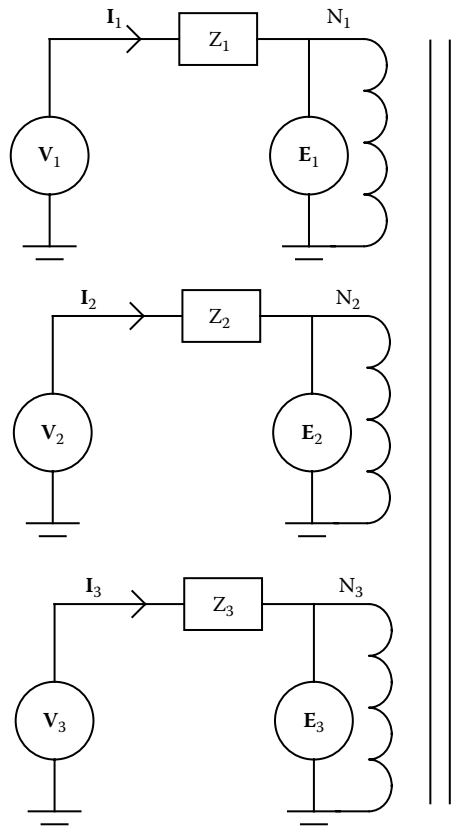 I₁ Z₁ N₁
V₁ E₁
I₂ Z₂ N₂
V₂ E₂
I₃ Z₃ N₃
V₃ E₃